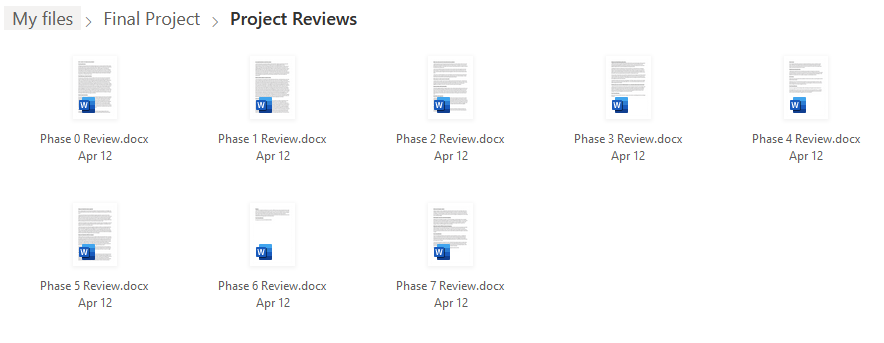 My files > Final Project > Project Reviews
Phase 0 Review.docx
Apr 12
Phase 1 Review.docx
Apr 12
Phase 2 Review.docx
Apr 12
Phase 3 Review.docx
Apr 12
Phase 4 Review.docx
Apr 12
Phase 5 Review.docx
Apr 12
Phase 6 Review.docx
Apr 12
Phase 7 Review.docx
Apr 12